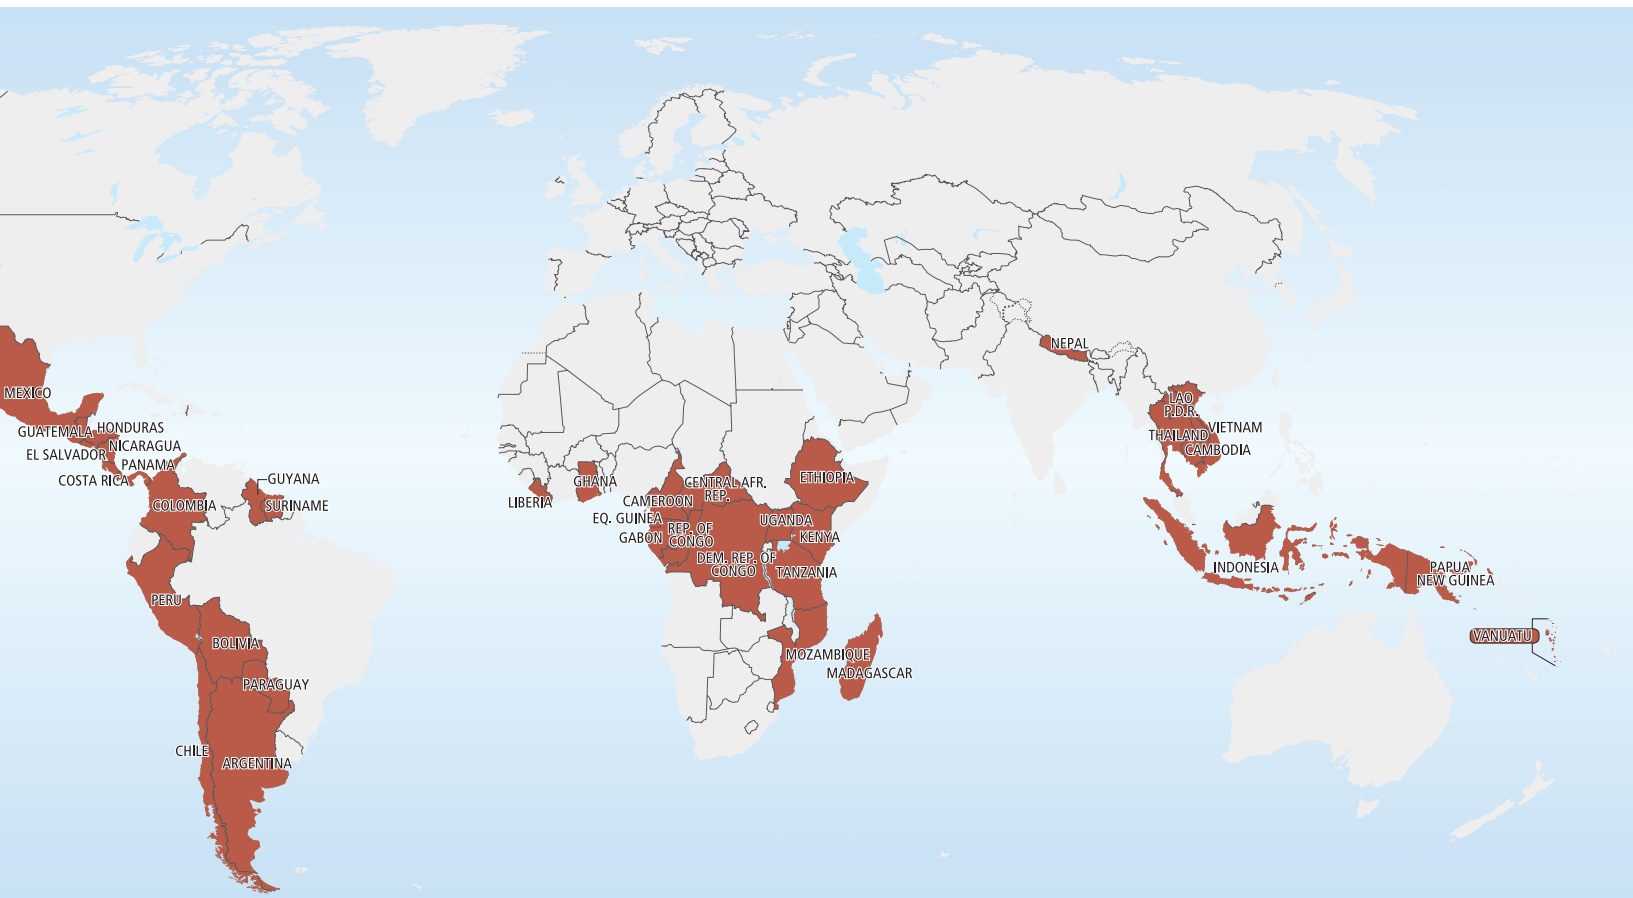 NEPAL
MEXICO
LAO
P.D.R.
GUATEMALA
HONDURAS
VIETNAM
THAILAND
NICARAGUA
EL SALVADOR
CAMBODIA
PANAMA
COSTA RICA
GUYANA
GHANA
CENTRAL AFR.
REP.
ETHIOPIA
COLOMBIA
SURINAME
LIBERIA
CAMEROON
EQ. GUINEA
UGANDA
REP. OF
CONGO
GABON
KENYA
DEM. REP. OF
CONGO
TANZANIA
INDONESIA
PAPUA
NEW GUINEA
PERU
VANUATU
BOLIVIA
MOZAMBIQUE
MADAGASCAR
PARAGUAY
CHILE
ARGENTINA